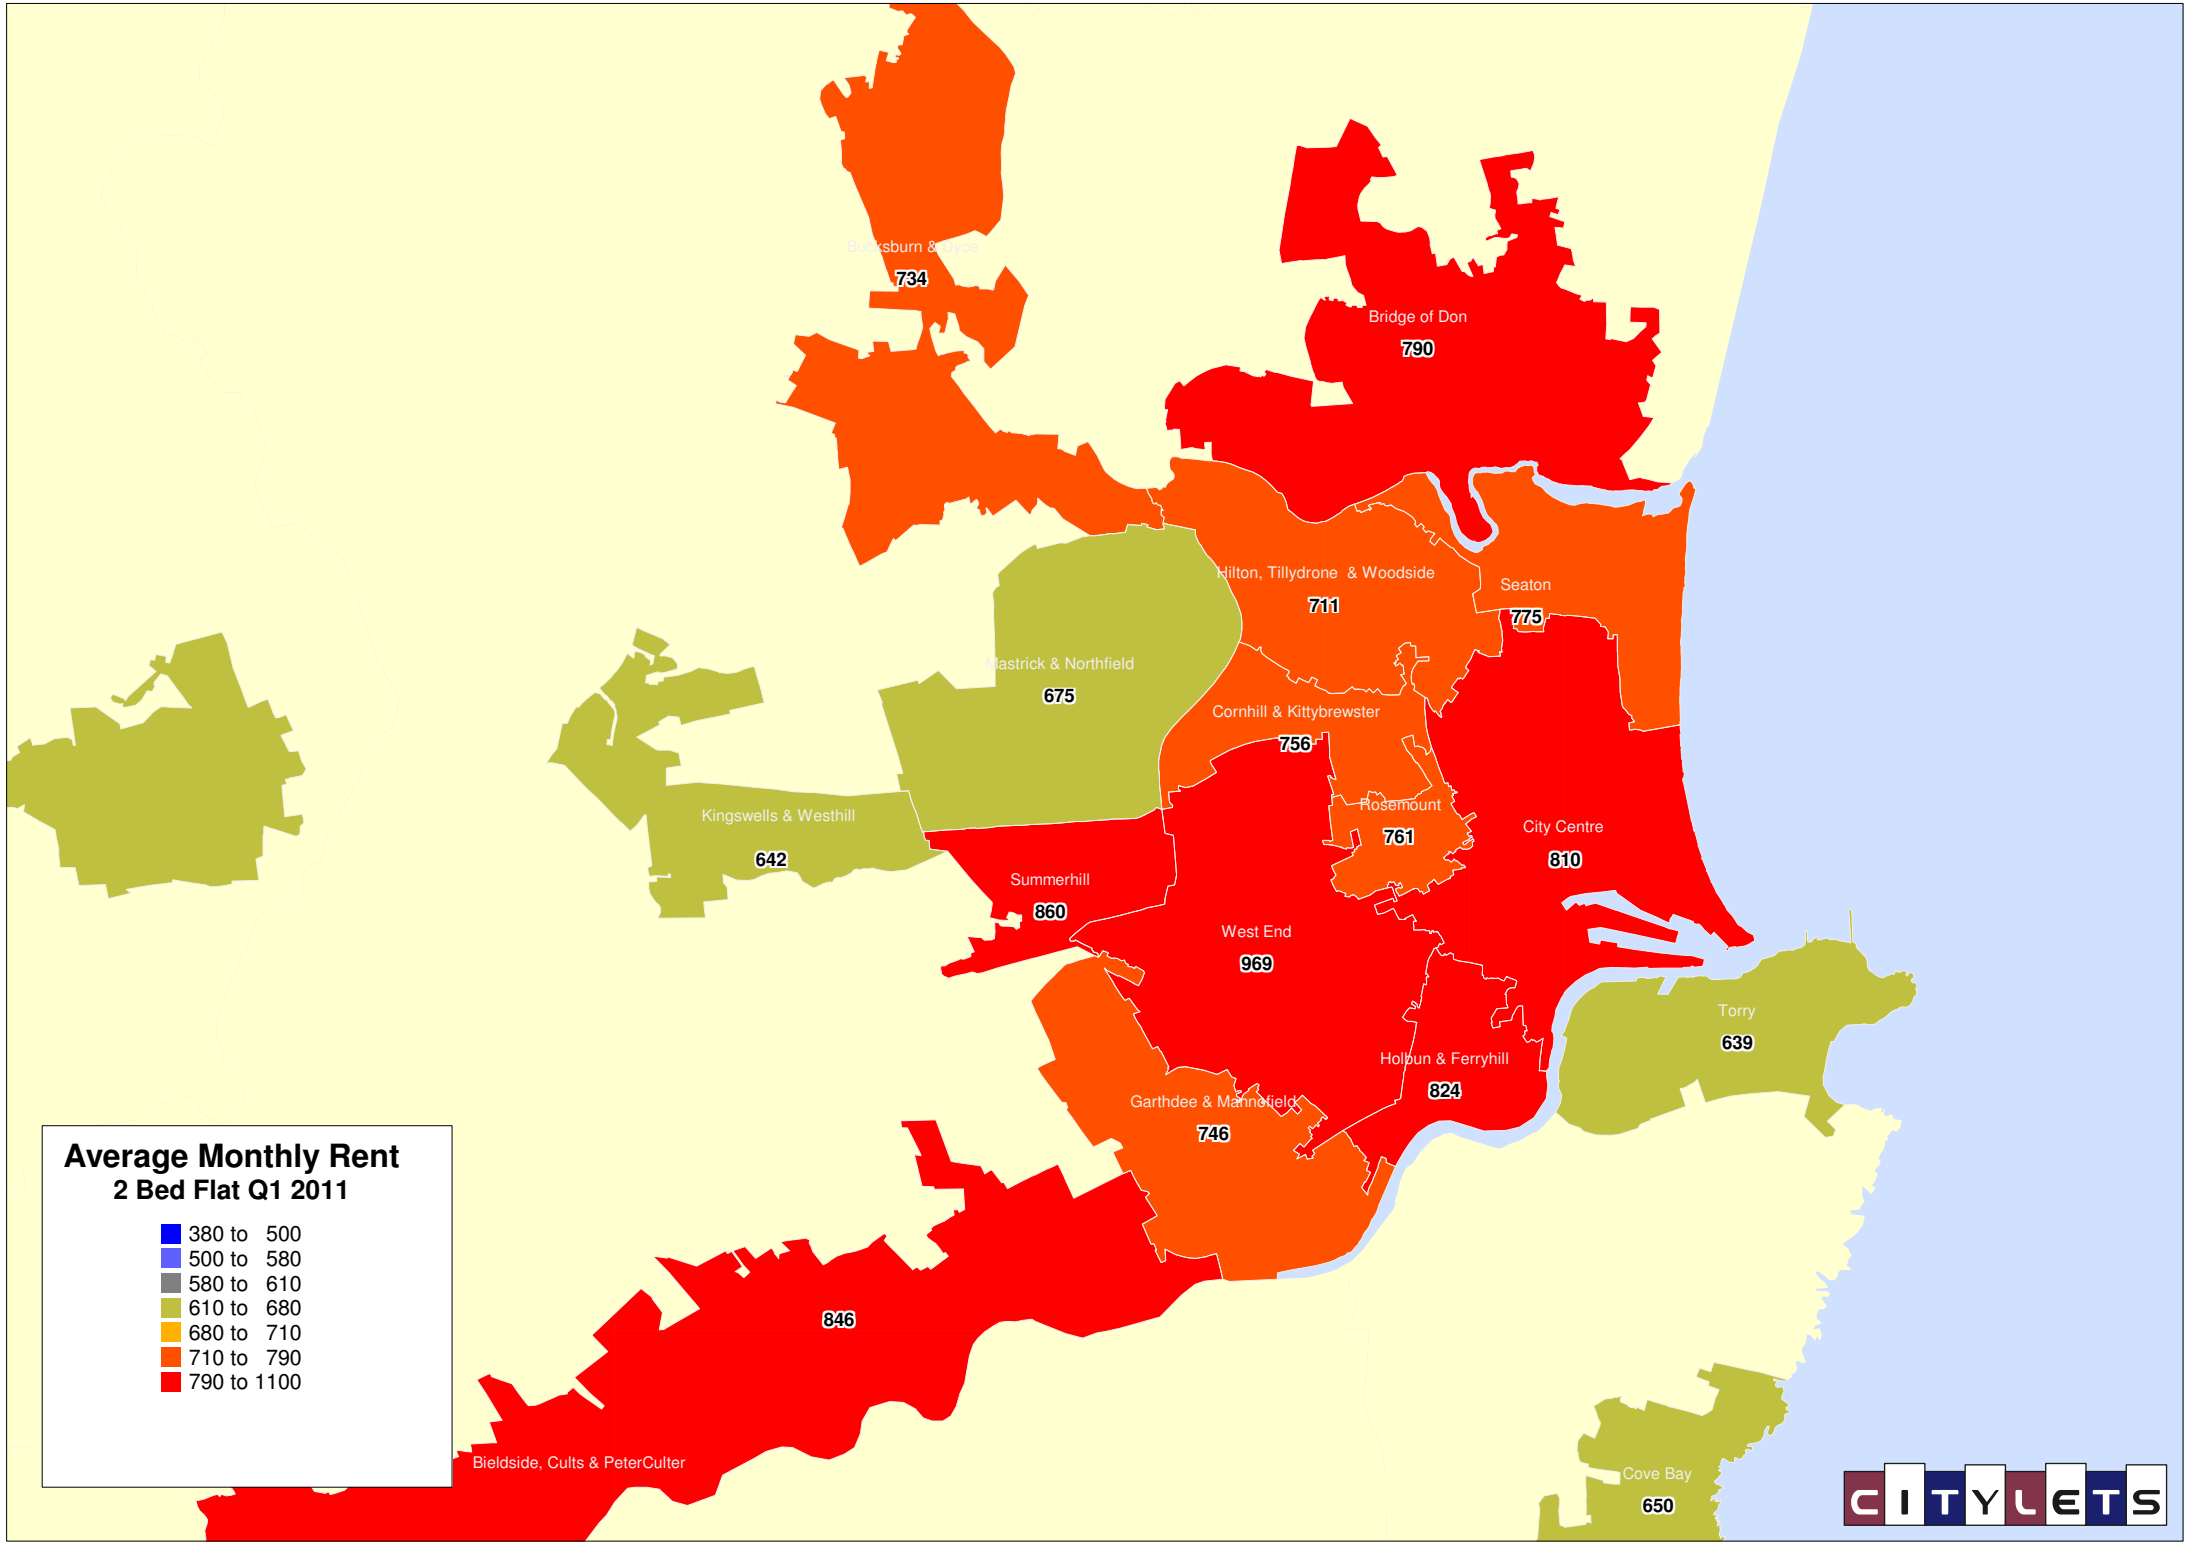 Bucksburn & Dyce
734
Bridge of Don
790
Hilton, Tillydrone & Woodside
711
Seaton
775
Mastrick & Northfield
675
Cornhill & Kittybrewster
756
Rosemount
761
Kingswells & Westhill
642
City Centre
810
Summerhill
860
West End
969
Torry
639
Holbun & Ferryhill
824
Garthdee & Mannofield
746
846
Bieldside, Cults & PeterCulter
Cove Bay
650
Average Monthly Rent
2 Bed Flat Q1 2011
380 to 500
500 to 580
580 to 610
610 to 680
680 to 710
710 to 790
790 to 1100
CITYLETS